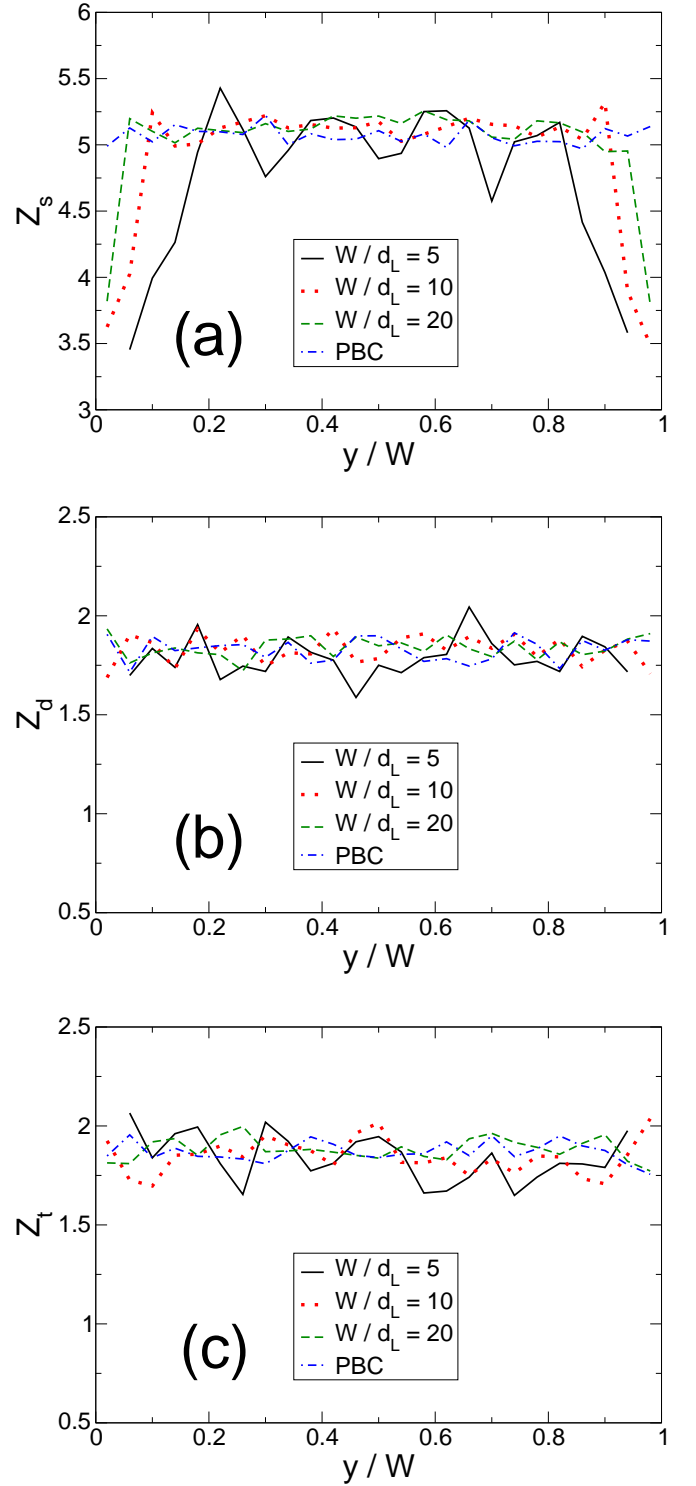 6
5.5
5
4.5
4
3.5
3
Z_s
W / d_L = 5
W / d_L = 10
W / d_L = 20
PBC
(a)
0 0.2 0.4 0.6 0.8 1
y / W
2.5
2
1.5
1
0.5
Z_d
W / d_L = 5
W / d_L = 10
W / d_L = 20
PBC
(b)
0 0.2 0.4 0.6 0.8 1
y / W
2.5
2
1.5
1
0.5
Z_t
W / d_L = 5
W / d_L = 10
W / d_L = 20
PBC
(c)
0 0.2 0.4 0.6 0.8 1
y / W